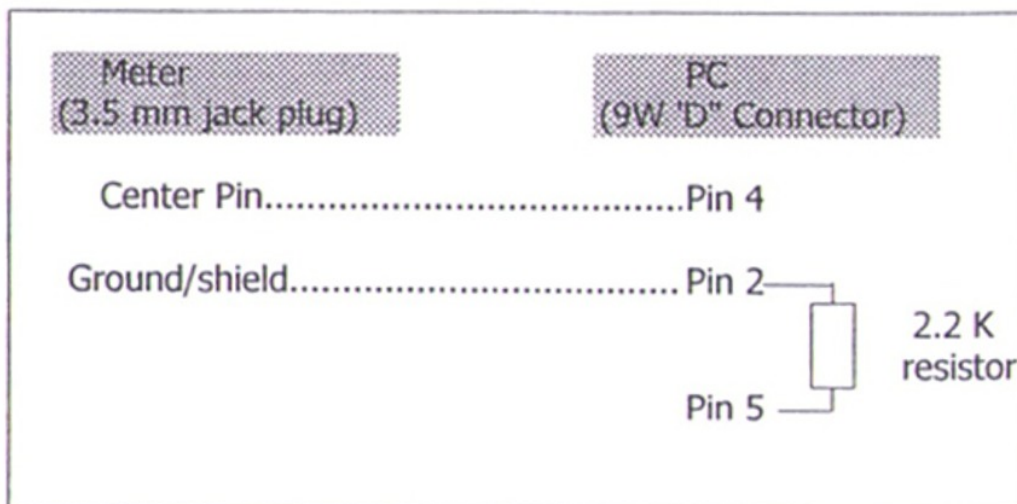 Meter
(3.5 mm jack plug)
PC
(9W 'D" Connector)
Center Pin........................................Pin 4
Ground/shield.....................................Pin 2
2.2 K
resistor
Pin 5